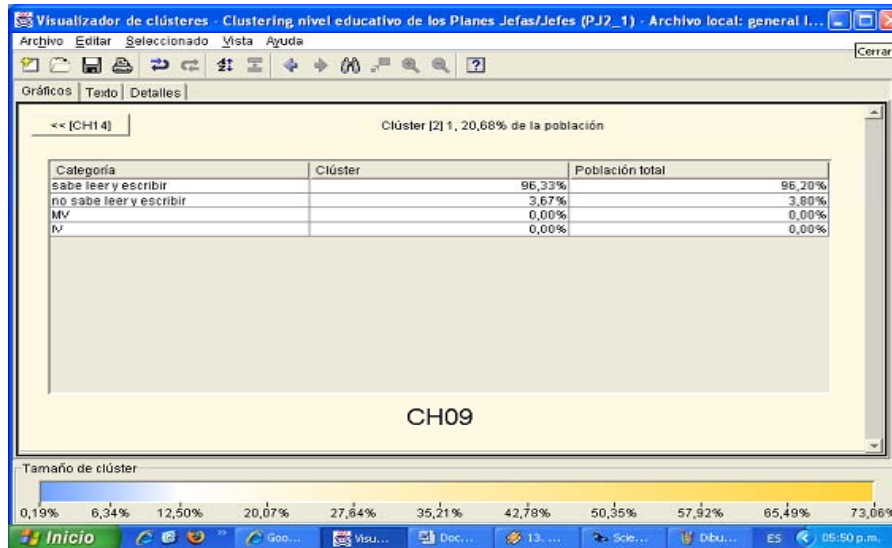 Visualizador de clústeres - Clustering nivel educativo de los Planes Jefas/Jefes (PJ2_1) - Archivo local: general l...
Archivo Editar Seleccionado Vista Ayuda
Cerrar
Gráficos Texto Detalles
<< [CH14] Clúster [2] 1, 20,68% de la población
Categoría Clúster Población total
sabe leer y escribir 96,33% 96,20%
no sabe leer y escribir 3,67% 3,80%
MV 0,00% 0,00%
IV 0,00% 0,00%
CH09
Tamaño de clúster
0,19% 6,34% 12,50% 20,07% 27,64% 35,21% 42,78% 50,35% 57,92% 65,49% 73,06%
Inicio » Goo... Visu... Doc... 13. ... Scie... Dibu... ES 05:50 p.m.